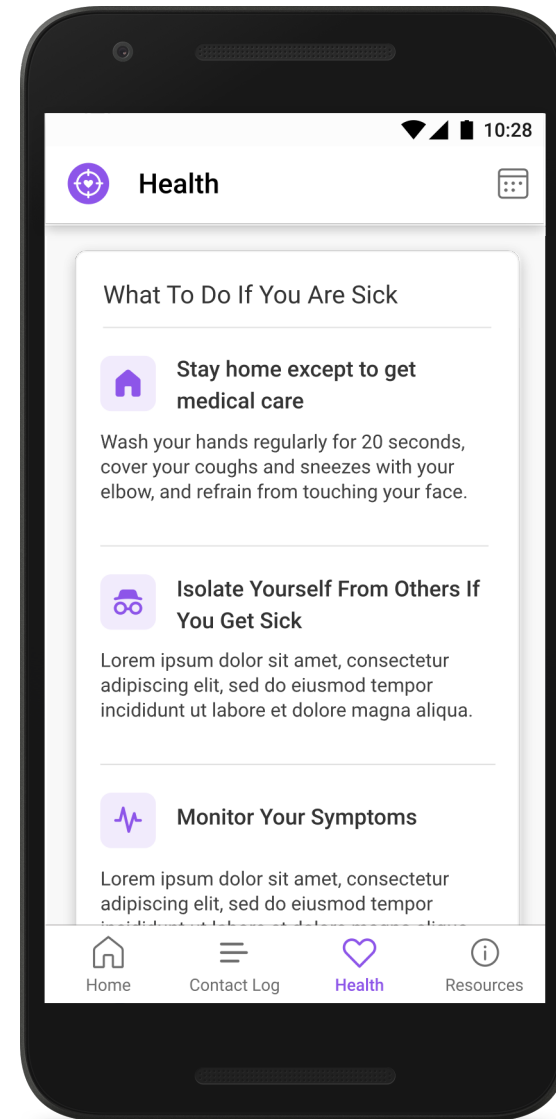 10:28
Health
What To Do If You Are Sick
Stay home except to get
medical care
Wash your hands regularly for 20 seconds,
cover your coughs and sneezes with your
elbow, and refrain from touching your face.
Isolate Yourself From Others If
You Get Sick
Lorem ipsum dolor sit amet, consectetur
adipiscing elit, sed do eiusmod tempor
incididunt ut labore et dolore magna aliqua.
Monitor Your Symptoms
Lorem ipsum dolor sit amet, consectetur
adipiscing elit, sed do eiusmod tempor
Home
Contact Log
Health
Resources